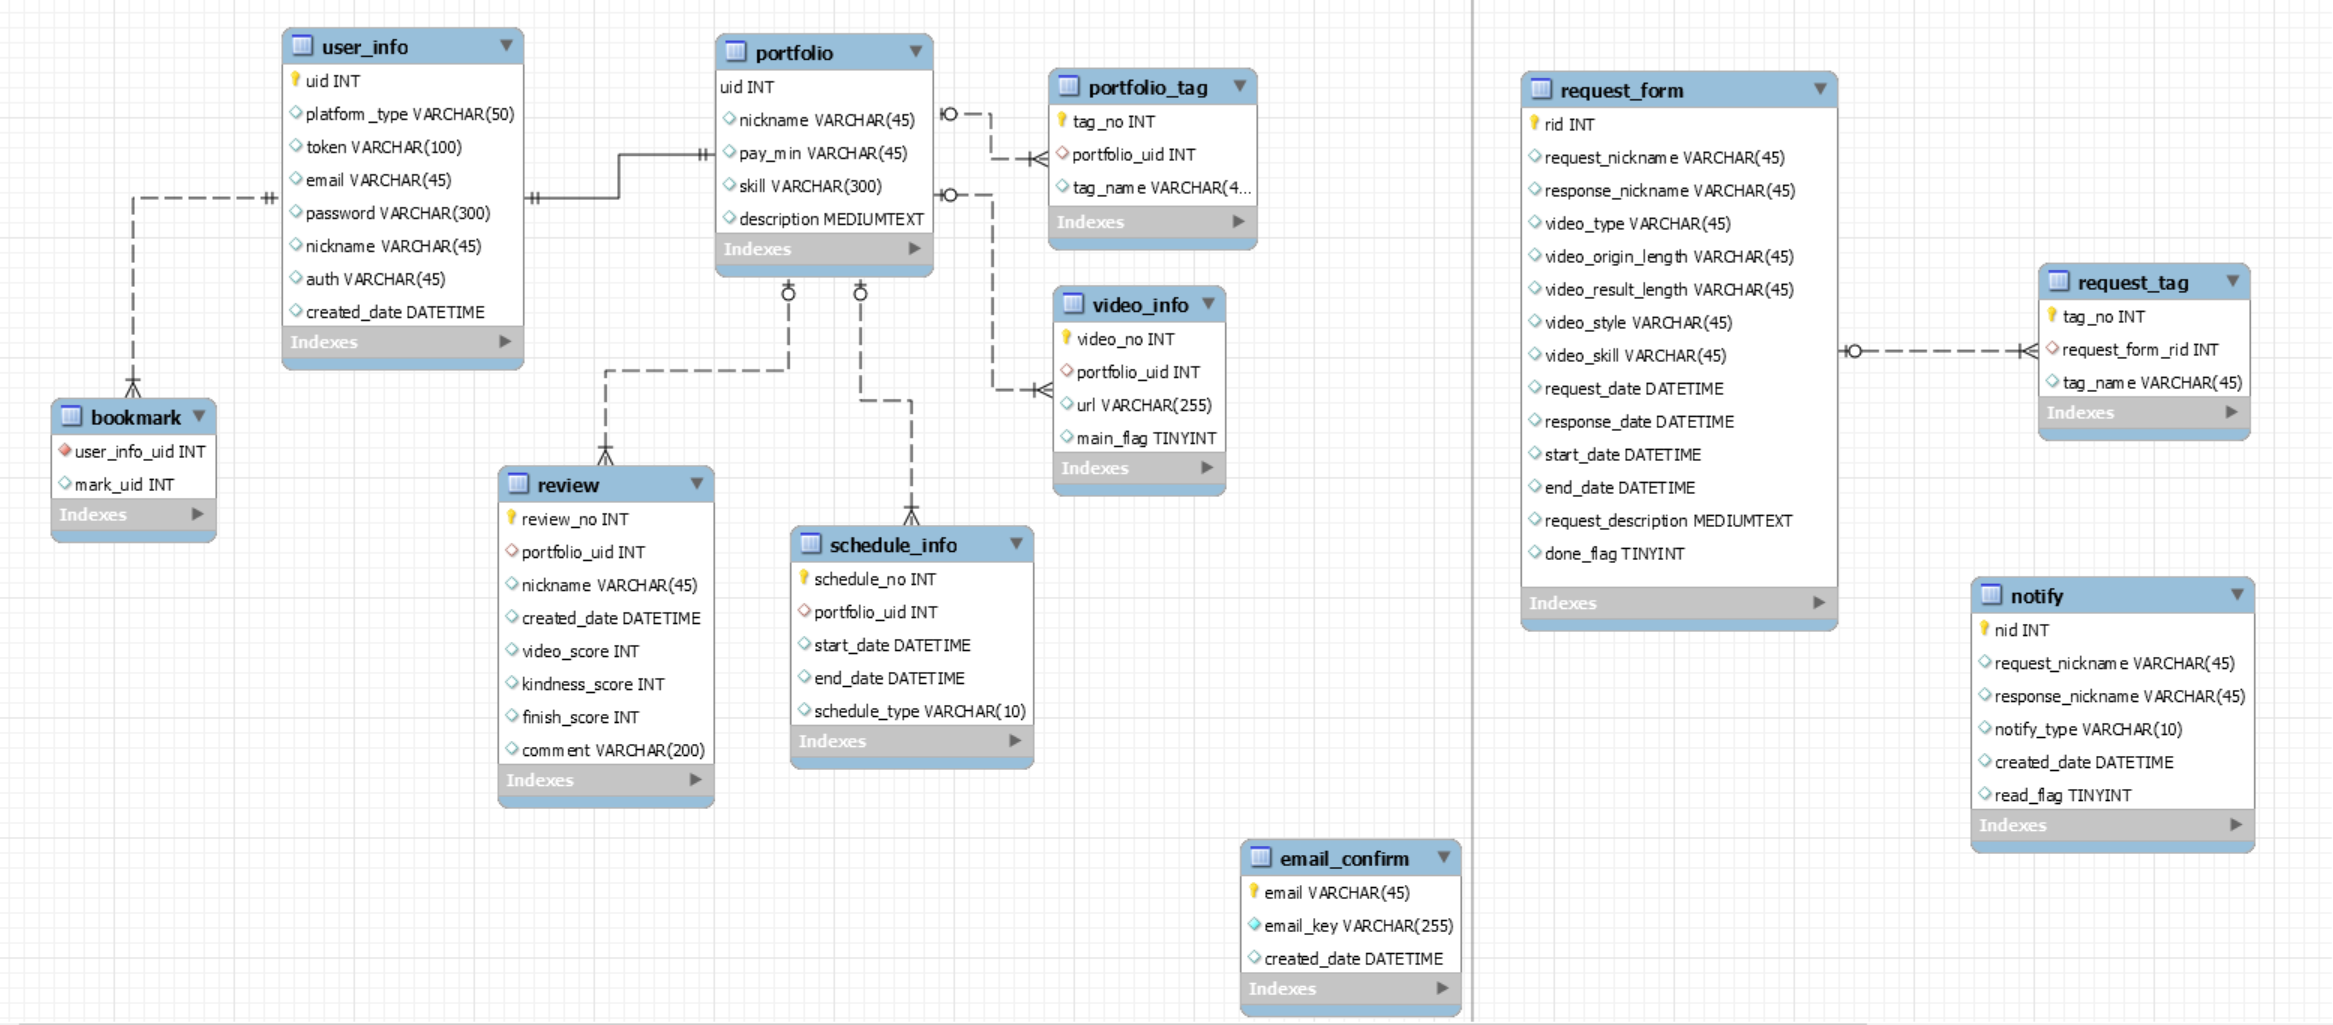 user_info
uid INT
platform_type VARCHAR(50)
token VARCHAR(100)
email VARCHAR(45)
password VARCHAR(300)
nickname VARCHAR(45)
auth VARCHAR(45)
created_date DATETIME
Indexes
portfolio
uid INT
nickname VARCHAR(45)
pay_min VARCHAR(45)
skill VARCHAR(300)
description MEDIUMTEXT
Indexes
portfolio_tag
tag_no INT
portfolio_uid INT
tag_name VARCHAR(4...
Indexes
video_info
video_no INT
portfolio_uid INT
url VARCHAR(255)
main_flag TINYINT
Indexes
bookmark
user_info_uid INT
mark_uid INT
Indexes
review
review_no INT
portfolio_uid INT
nickname VARCHAR(45)
created_date DATETIME
video_score INT
kindness_score INT
finish_score INT
comment VARCHAR(200)
Indexes
schedule_info
schedule_no INT
portfolio_uid INT
start_date DATETIME
end_date DATETIME
schedule_type VARCHAR(10)
Indexes
email_confirm
email VARCHAR(45)
email_key VARCHAR(255)
created_date DATETIME
Indexes
request_form
rid INT
request_nickname VARCHAR(45)
response_nickname VARCHAR(45)
video_type VARCHAR(45)
video_origin_length VARCHAR(45)
video_result_length VARCHAR(45)
video_style VARCHAR(45)
video_skill VARCHAR(45)
request_date DATETIME
response_date DATETIME
start_date DATETIME
end_date DATETIME
request_description MEDIUMTEXT
done_flag TINYINT
Indexes
request_tag
tag_no INT
request_form_rid INT
tag_name VARCHAR(45)
Indexes
notify
nid INT
request_nickname VARCHAR(45)
response_nickname VARCHAR(45)
notify_type VARCHAR(10)
created_date DATETIME
read_flag TINYINT
Indexes